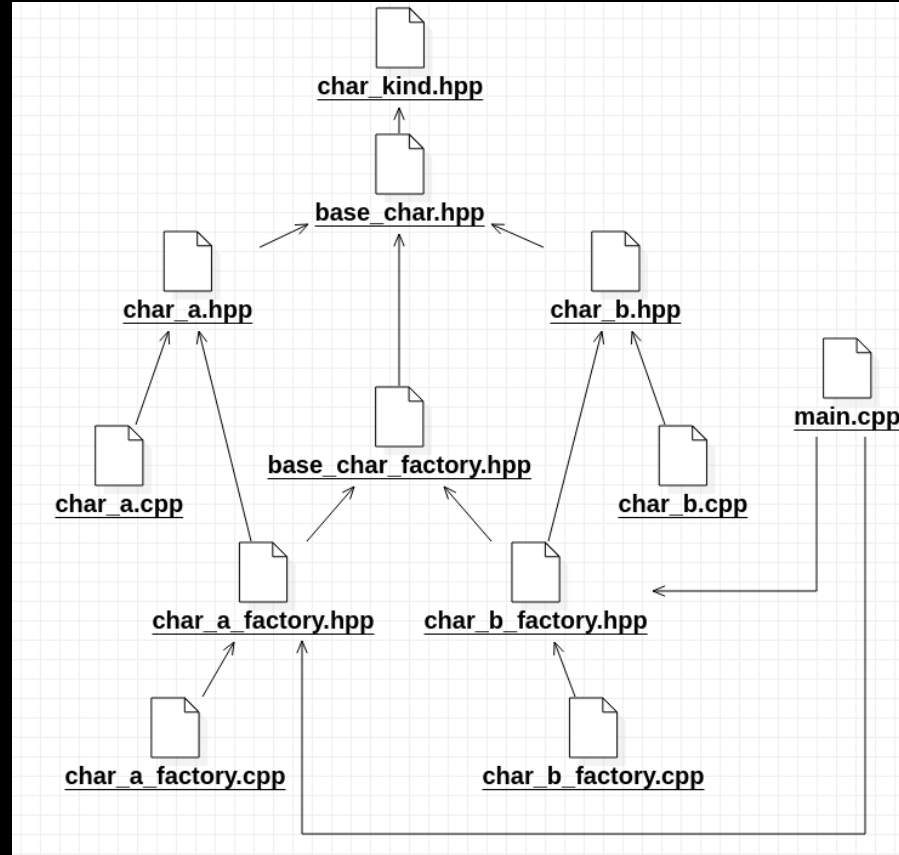 char_kind.hpp
base_char.hpp
char_a.hpp
char_b.hpp
main.cpp
base_char_factory.hpp
char_a.cpp
char_b.cpp
char_a_factory.hpp
char_b_factory.hpp
char_a_factory.cpp
char_b_factory.cpp